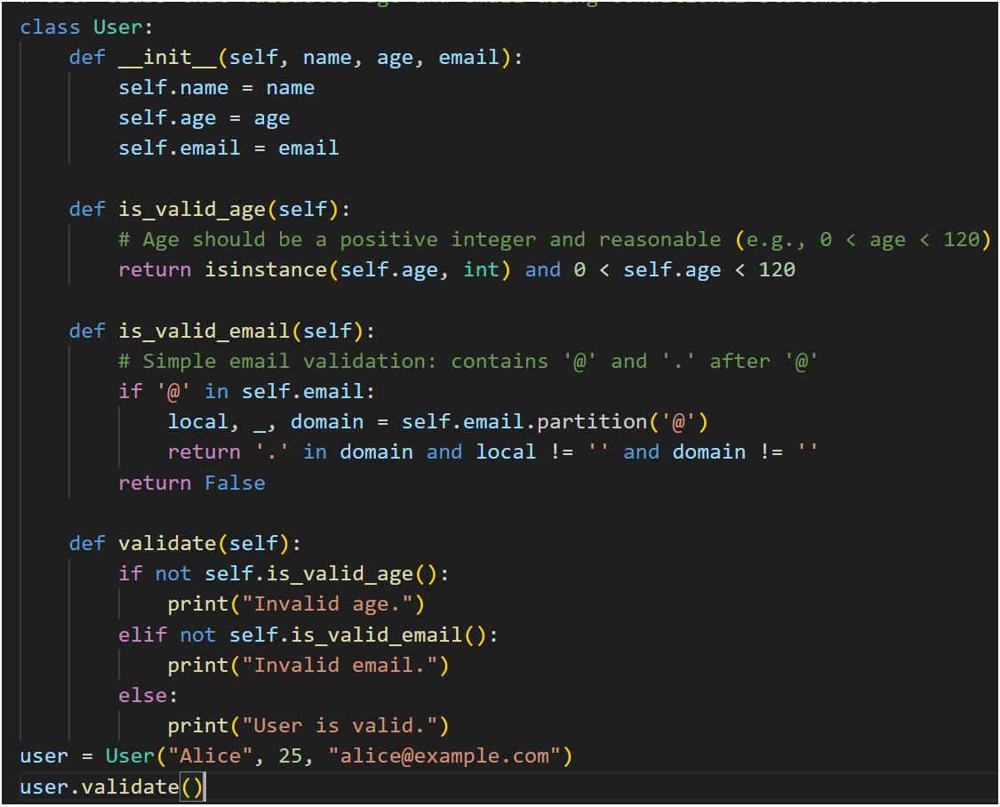 class User:
    def __init__(self, name, age, email):
        self.name = name
        self.age = age
        self.email = email
    def is_valid_age(self):
        # Age should be a positive integer and reasonable (e.g., 0 < age < 120)
        return isinstance(self.age, int) and 0 < self.age < 120
    def is_valid_email(self):
        # Simple email validation: contains '@' and '.' after '@'
        if '@' in self.email:
            local, _, domain = self.email.partition('@')
            return '.' in domain and local != '' and domain != ''
        return False
    def validate(self):
        if not self.is_valid_age():
            print("Invalid age.")
        elif not self.is_valid_email():
            print("Invalid email.")
        else:
            print("User is valid.")
user = User("Alice", 25, "alice@example.com")
user.validate()